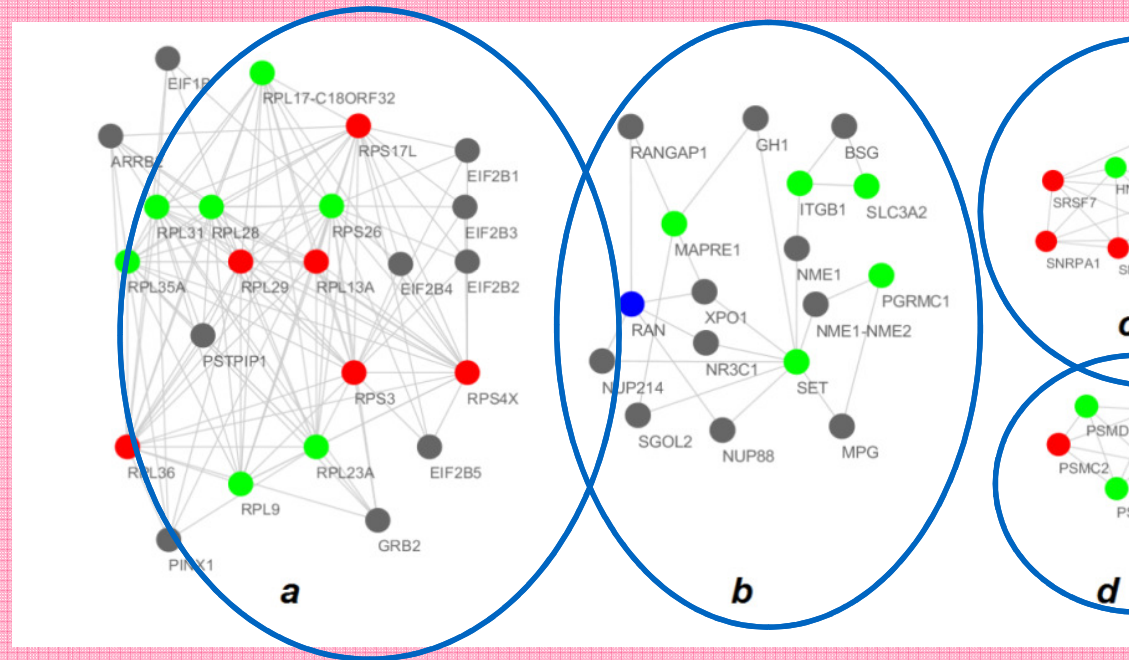 EIF1B
RPL17-C18ORF32
RPS17L
ARRB2
EIF2B1
RPL31
RPL28
RPS26
EIF2B3
RPL35A
RPL29
RPL13A
EIF2B4
EIF2B2
PSTPIP1
RPS3
RPS4X
RPL36
RPL23A
EIF2B5
RPL9
GRB2
PINX1
a
RANGAP1
GH1
BSG
ITGB1
SLC3A2
MAPRE1
NME1
PGRMC1
XPO1
NME1-NME2
RAN
NR3C1
NUP214
SET
SGOL2
NUP88
MPG
b
SRSF7
SNRPA1
c
PSMD
PSMC2
d